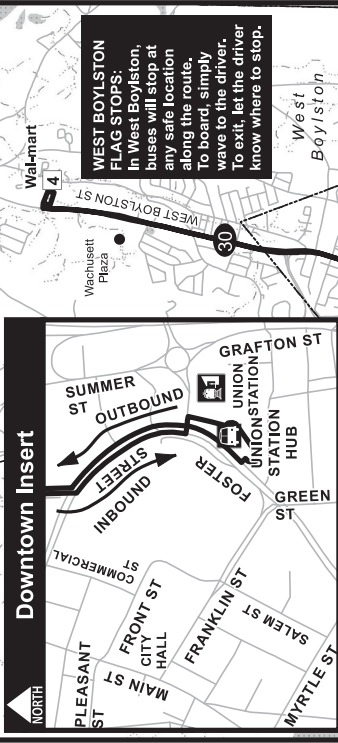 Wal-mart
4
WEST BOYLSTON ST
Wachusett
Plaza
30
WEST BOYLSTON
FLAG STOPS:
In West Boylston,
buses will stop at
any safe location
along the route.
To board, simply
wave to the driver.
To exit, let the driver
know where to stop.
West
Boylston
Downtown Insert
NORTH
SUMMER
ST
OUTBOUND
INBOUND
FOSTER
STREET
GRAFTON ST
UNION
STATION
UNION
STATION
HUB
GREEN
ST
COMMERCIAL
ST
FRONT ST
CITY
HALL
MAIN ST
PLEASANT
ST
FRANKLIN ST
SALEM ST
MYRTLE ST